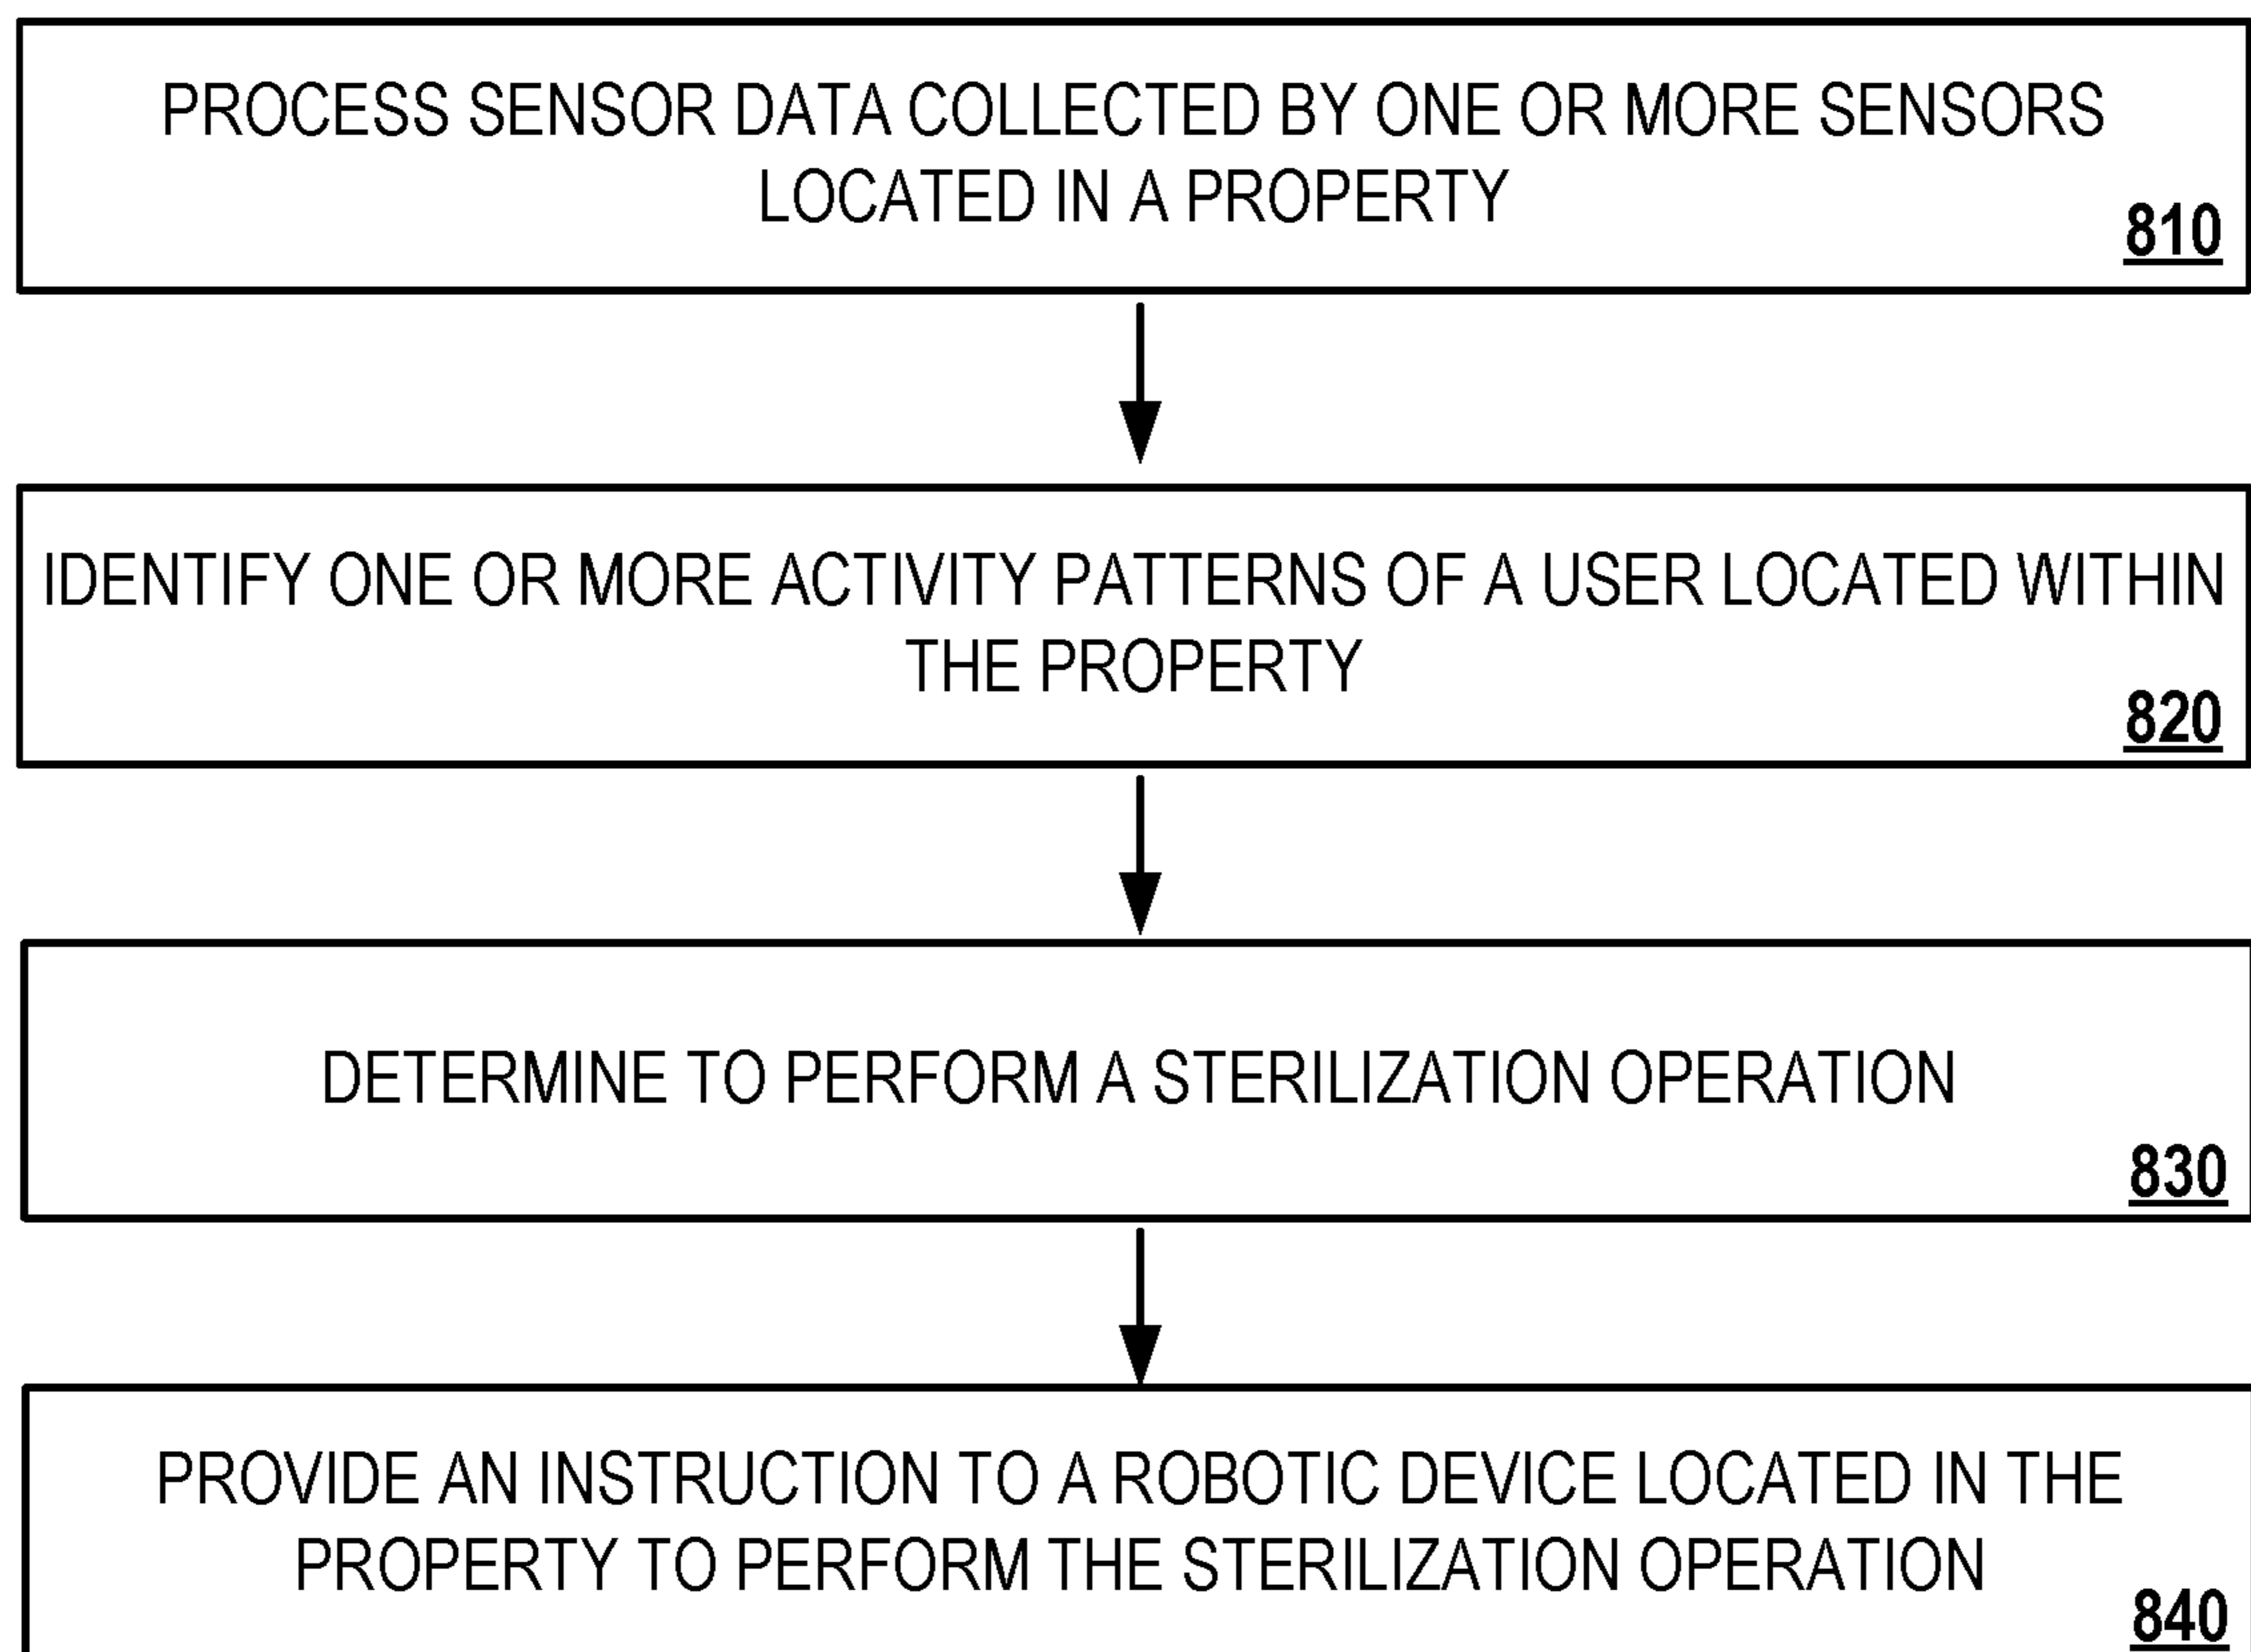 PROCESS SENSOR DATA COLLECTED BY ONE OR MORE SENSORS
LOCATED IN A PROPERTY
810
IDENTIFY ONE OR MORE ACTIVITY PATTERNS OF A USER LOCATED WITHIN
THE PROPERTY
820
DETERMINE TO PERFORM A STERILIZATION OPERATION
830
PROVIDE AN INSTRUCTION TO A ROBOTIC DEVICE LOCATED IN THE
PROPERTY TO PERFORM THE STERILIZATION OPERATION
840